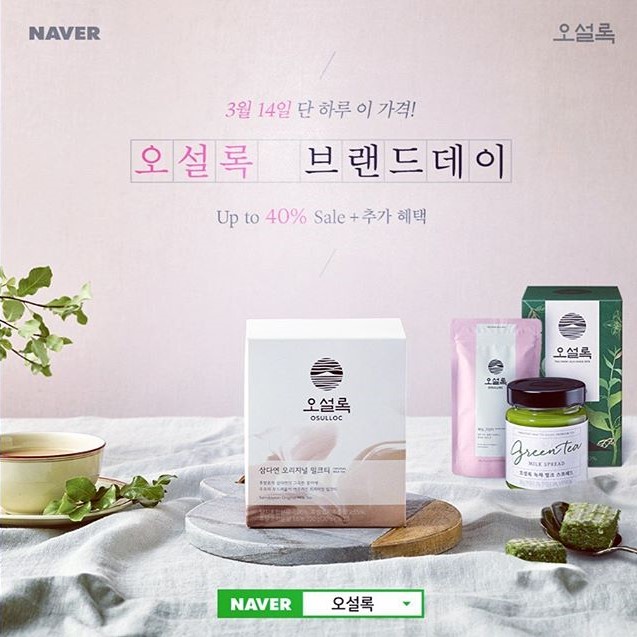 NAVER
오설록
3월 14일 단 하루 이 가격!
오설록 브랜드데이
Up to 40% Sale + 추가 혜택
오설록
OSULLOC
삼다연 오리지널 밀크티
오설록
OSULLOC
오설록
Green Tea
MILK SPREAD
NAVER 오설록